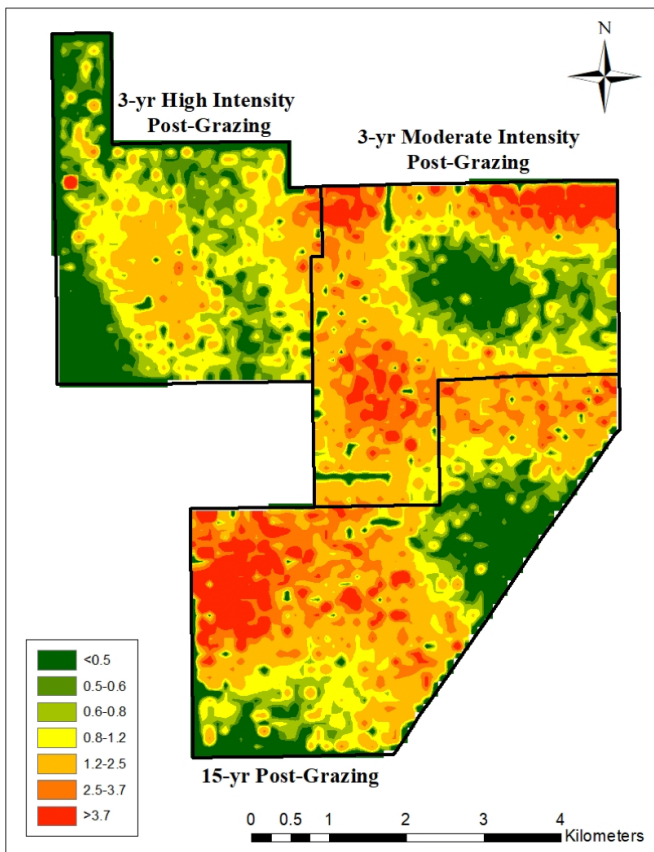 N
3-yr High Intensity
Post-Grazing
3-yr Moderate Intensity
Post-Grazing
<0.5
0.5-0.6
0.6-0.8
0.8-1.2
1.2-2.5
2.5-3.7
>3.7
15-yr Post-Grazing
0 0.5 1 2 3 4
Kilometers